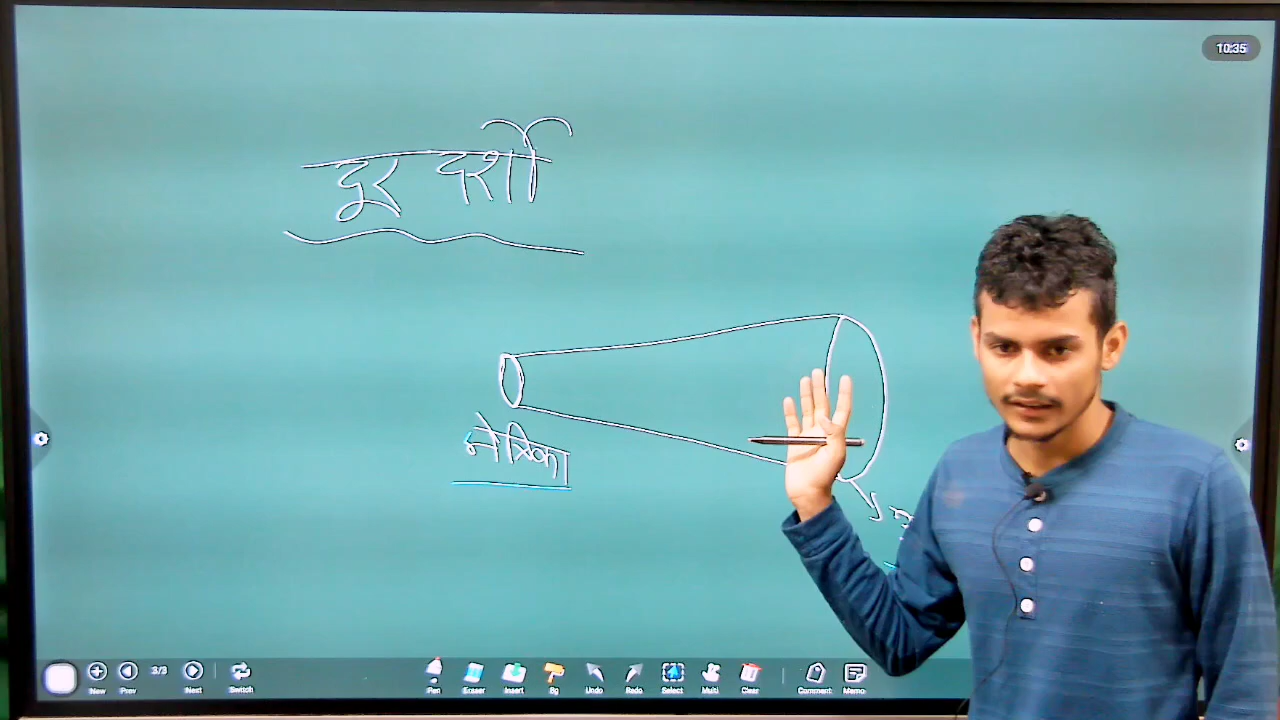 10:35
दूर दर्शी
नेत्रिका
New
Prev
3/3
Next
Switch
Pen
Eraser
Insert
Bg
Undo
Redo
Select
Multi
Clear
Comment
Memo